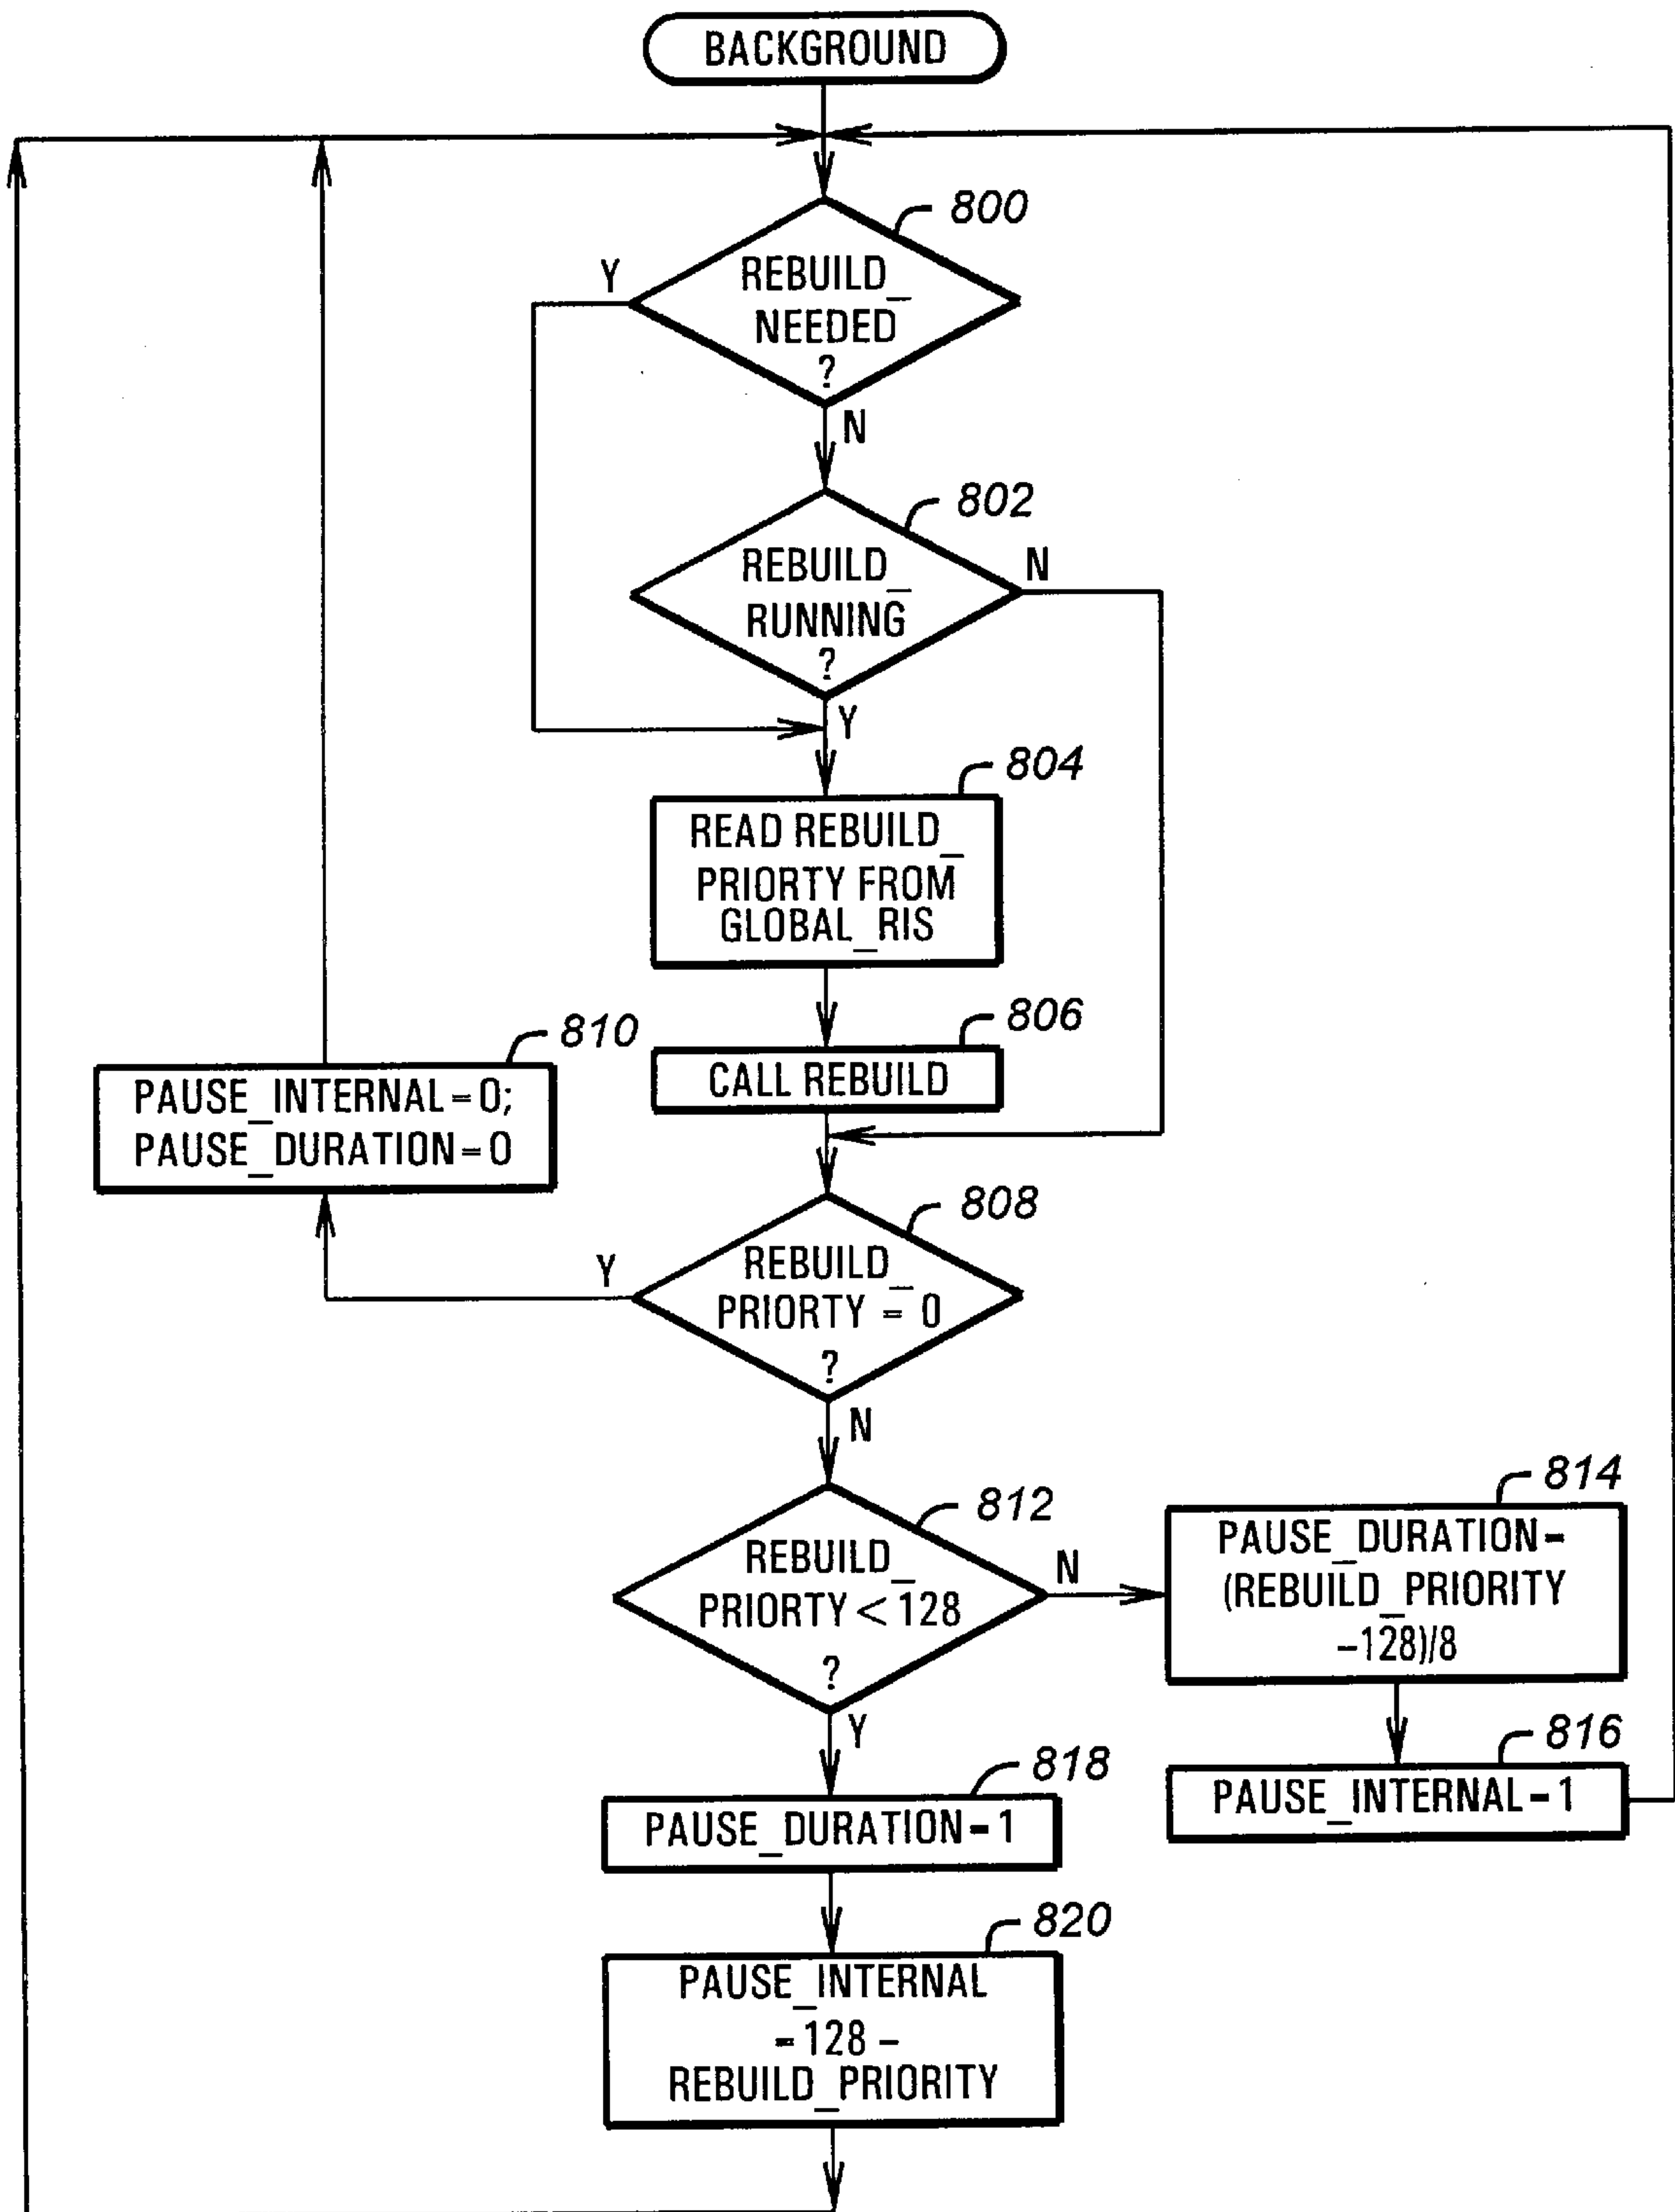 BACKGROUND
800
Y
REBUILD_
NEEDED
?
N
802
REBUILD_
RUNNING
?
N
Y
804
READ REBUILD_
PRIORTY FROM
GLOBAL_RIS
806
CALL REBUILD
810
PAUSE_INTERNAL=0;
PAUSE_DURATION=0
808
Y
REBUILD_
PRIORTY = 0
?
N
812
REBUILD_
PRIORTY < 128
?
N
Y
814
PAUSE_DURATION=
(REBUILD_PRIORITY
-128)/8
816
PAUSE_INTERNAL=1
818
PAUSE_DURATION=1
820
PAUSE_INTERNAL
=128 -
REBUILD_PRIORITY